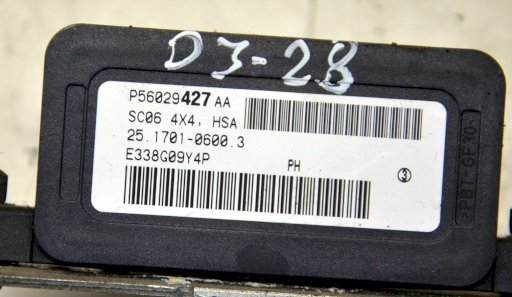 D3-28
P56029427AA
SC06 4X4, HSA
25.1701-0600.3
E338G09Y4P
PH
3